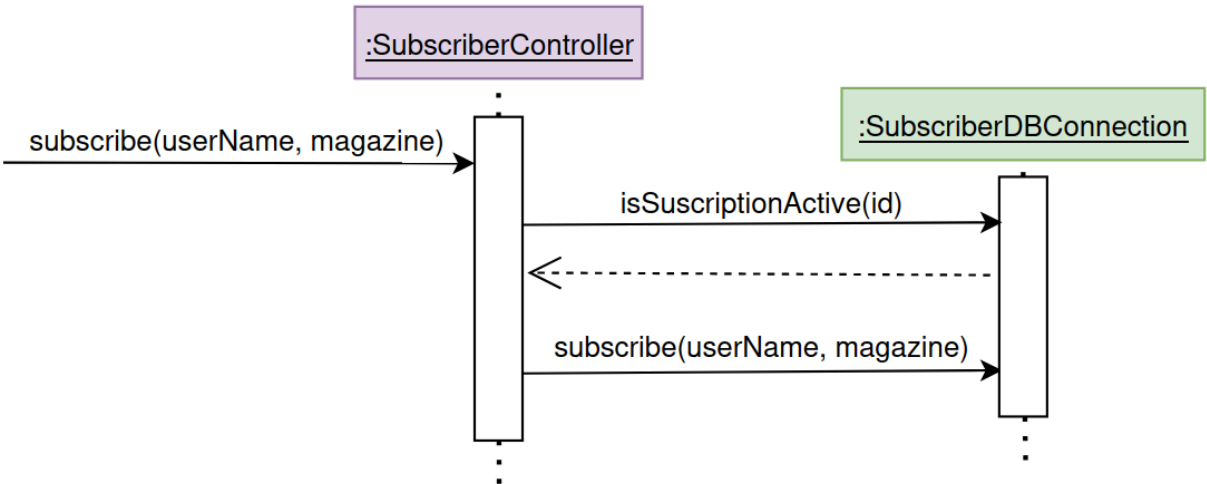 :SubscriberController
:SubscriberDBConnection
subscribe(userName, magazine)
isSuscriptionActive(id)
subscribe(userName, magazine)